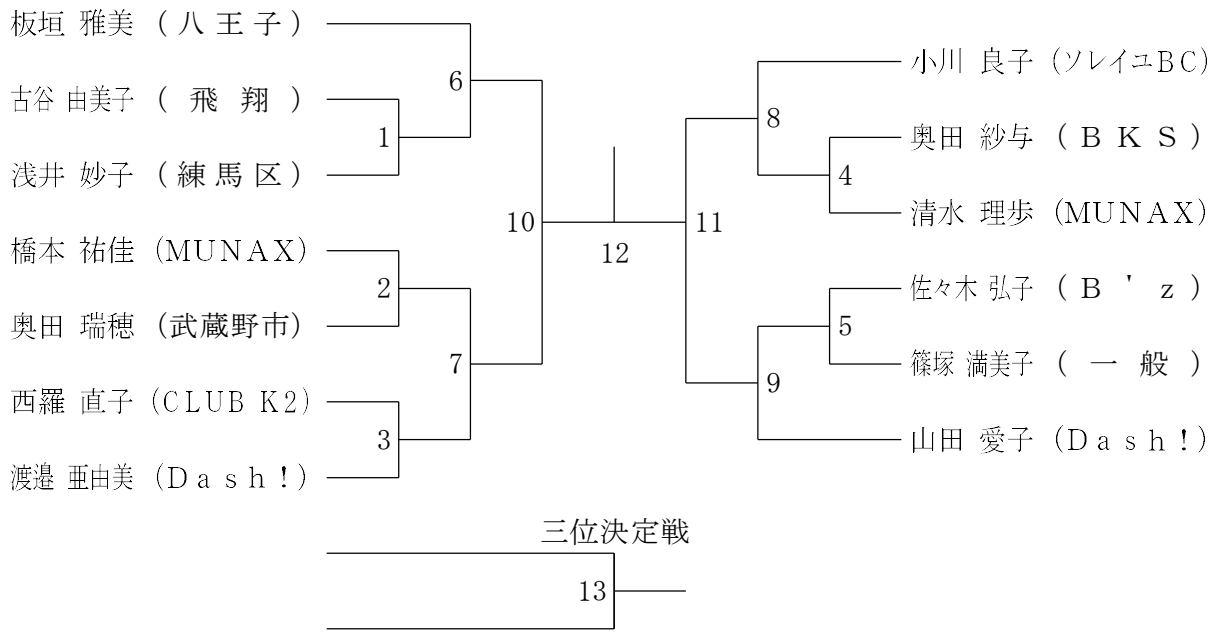 板垣 雅美 (八王子)
6
古谷 由美子 (飛翔)
1
浅井 妙子 (練馬区)
10
橋本 祐佳 (MUNAX)
2
奥田 瑞穂 (武蔵野市)
7
西羅 直子 (CLUB K2)
3
渡邉 亜由美 (Dash!)
12
小川 良子 (ソレイユBC)
8
奥田 紗与 (BKS)
4
清水 理歩 (MUNAX)
11
佐々木 弘子 (B'z)
5
篠塚 満美子 (一般)
9
山田 愛子 (Dash!)
三位決定戦
13